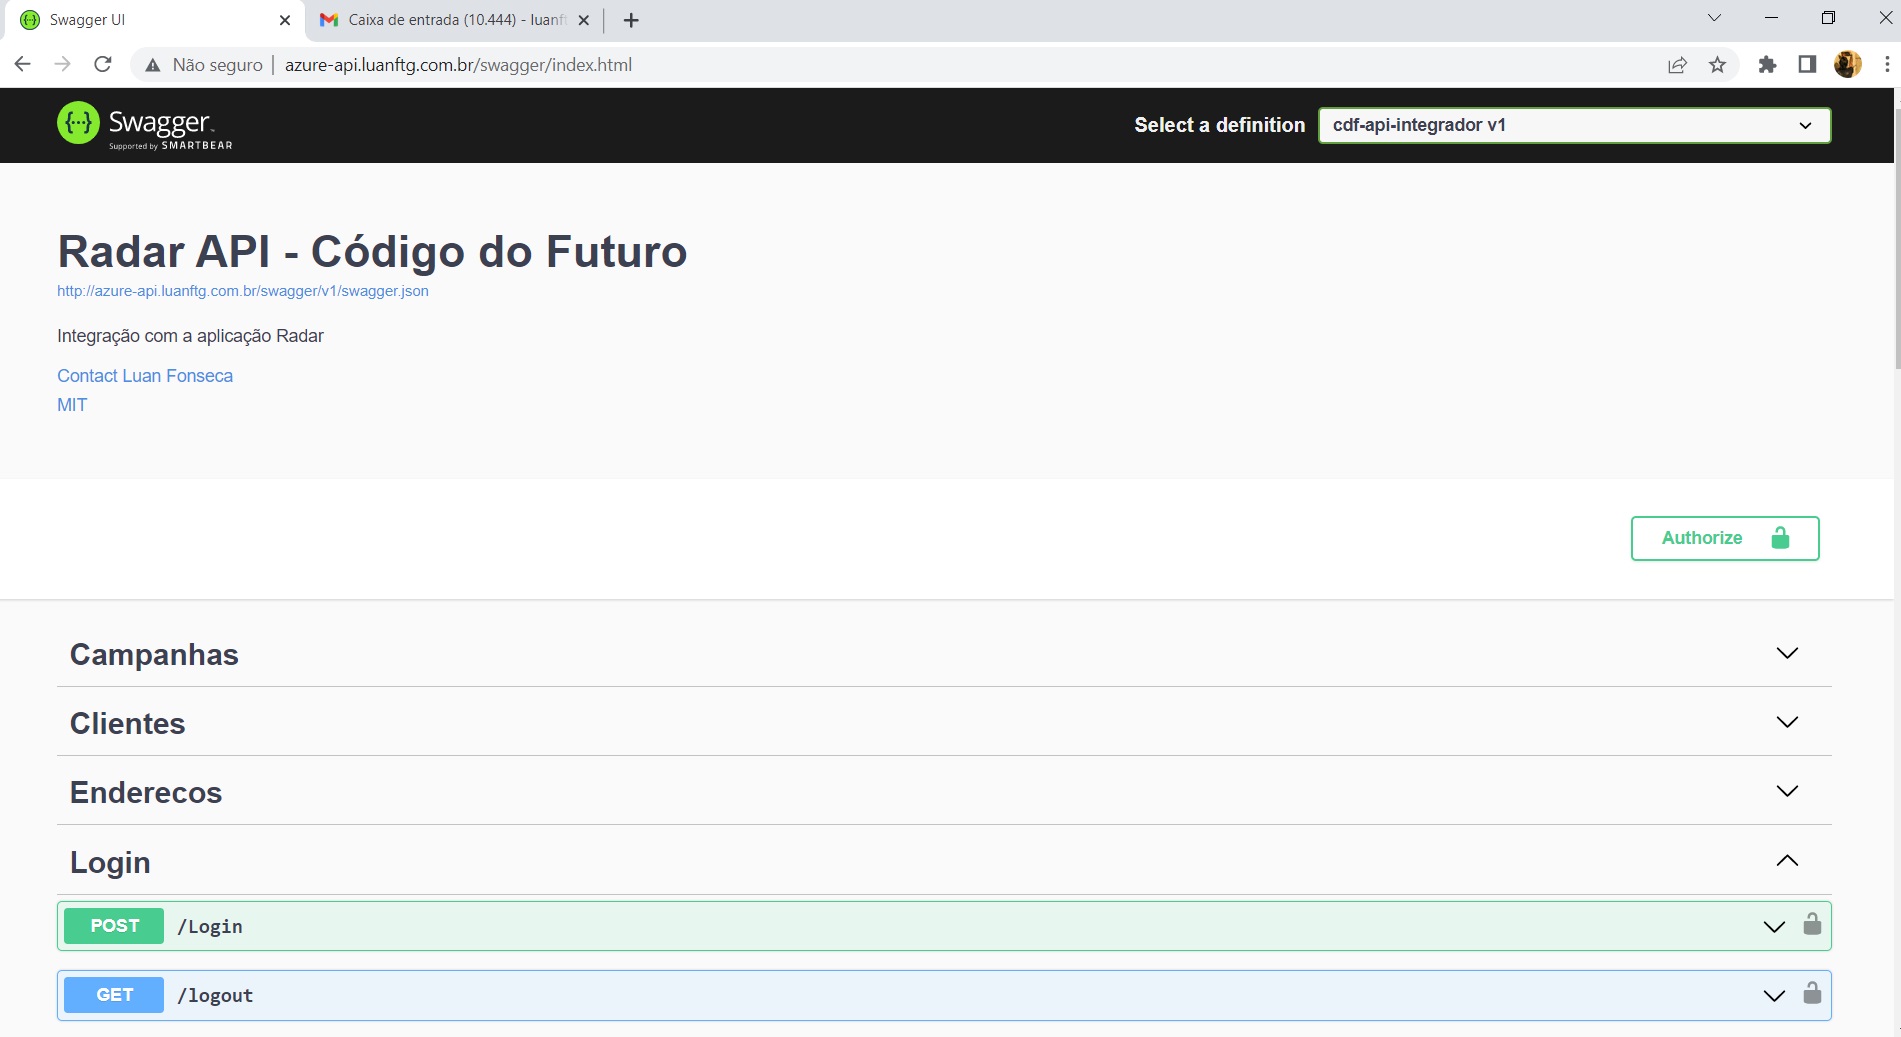 Swagger UI
Caixa de entrada (10.444) - luanf
Não seguro | azure-api.luanftg.com.br/swagger/index.html
Swagger
Supported by SMARTBEAR
Select a definition
cdf-api-integrador v1
Radar API - Código do Futuro
http://azure-api.luanftg.com.br/swagger/v1/swagger.json
Integração com a aplicação Radar
Contact Luan Fonseca
MIT
Authorize
Campanhas
Clientes
Enderecos
Login
POST /Login
GET /logout